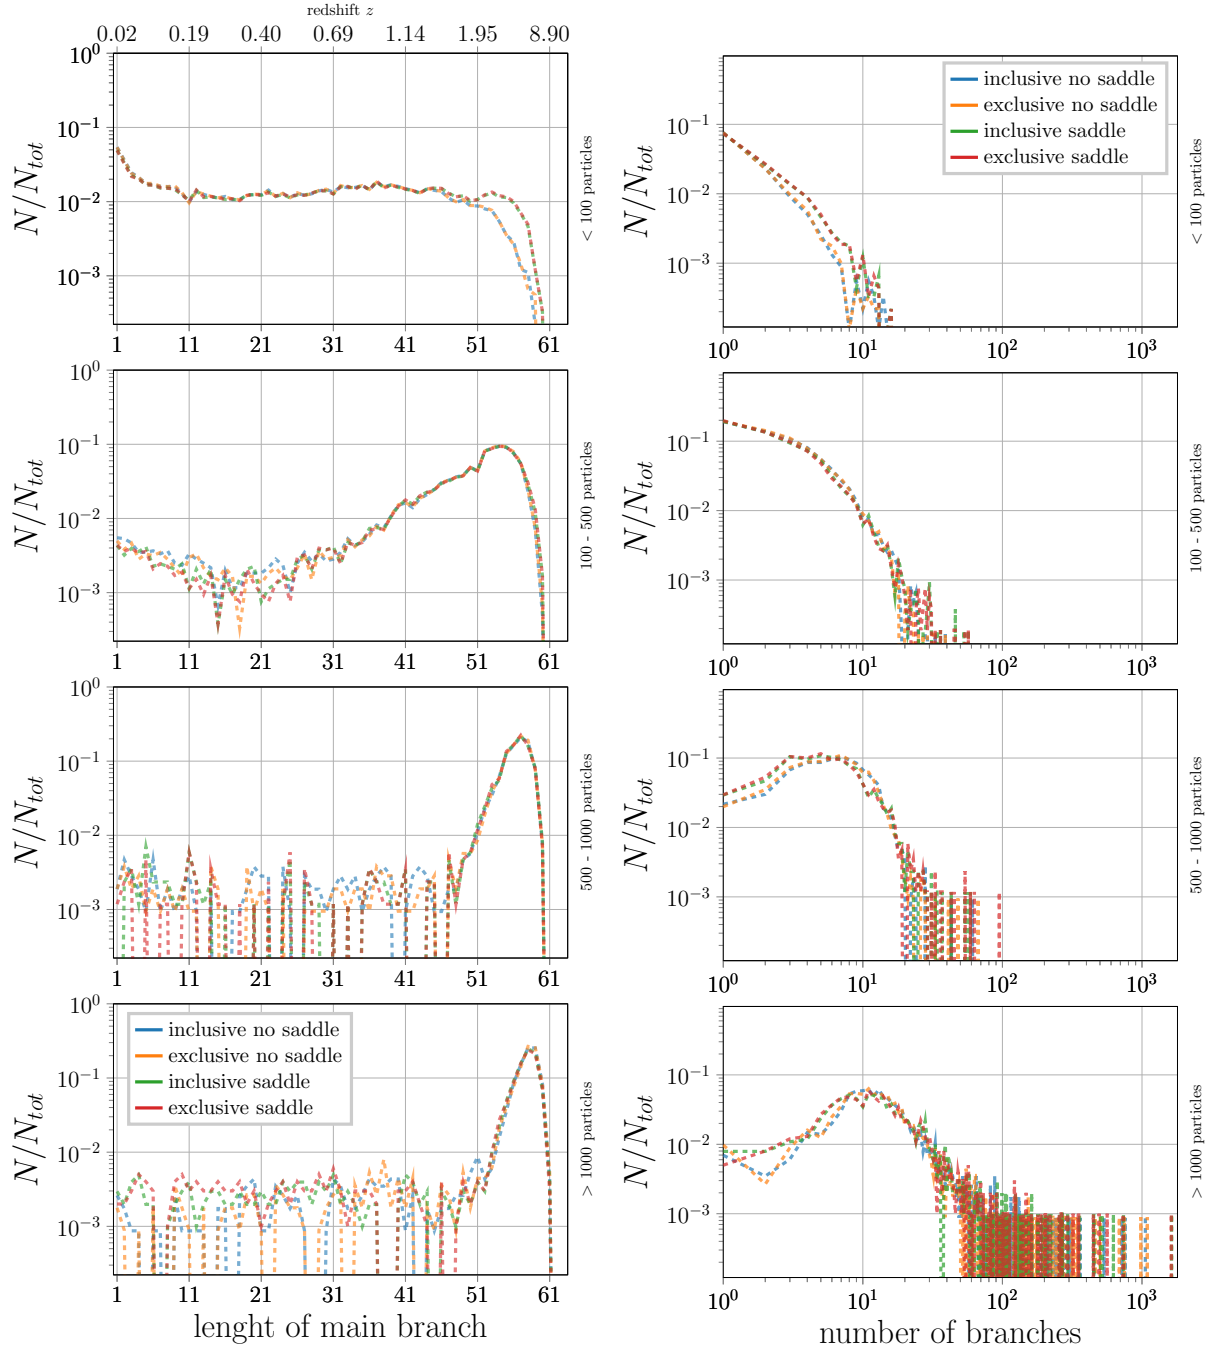 redshift z
0.02 0.19 0.40 0.69 1.14 1.95 8.90
10^0
10^-1
10^-2
10^-3
N/N_tot
< 100 particles
1 11 21 31 41 51 61
10^-1
10^-2
10^-3
N/N_tot
inclusive no saddle
exclusive no saddle
inclusive saddle
exclusive saddle
< 100 particles
10^0 10^1 10^2 10^3
10^0
10^-1
10^-2
10^-3
N/N_tot
100 - 500 particles
1 11 21 31 41 51 61
10^-1
10^-2
10^-3
N/N_tot
100 - 500 particles
10^0 10^1 10^2 10^3
10^0
10^-1
10^-2
10^-3
N/N_tot
500 - 1000 particles
1 11 21 31 41 51 61
10^-1
10^-2
10^-3
N/N_tot
500 - 1000 particles
10^0 10^1 10^2 10^3
10^0
10^-1
10^-2
10^-3
N/N_tot
inclusive no saddle
exclusive no saddle
inclusive saddle
exclusive saddle
> 1000 particles
1 11 21 31 41 51 61
lenght of main branch
10^-1
10^-2
10^-3
N/N_tot
> 1000 particles
10^0 10^1 10^2 10^3
number of branches